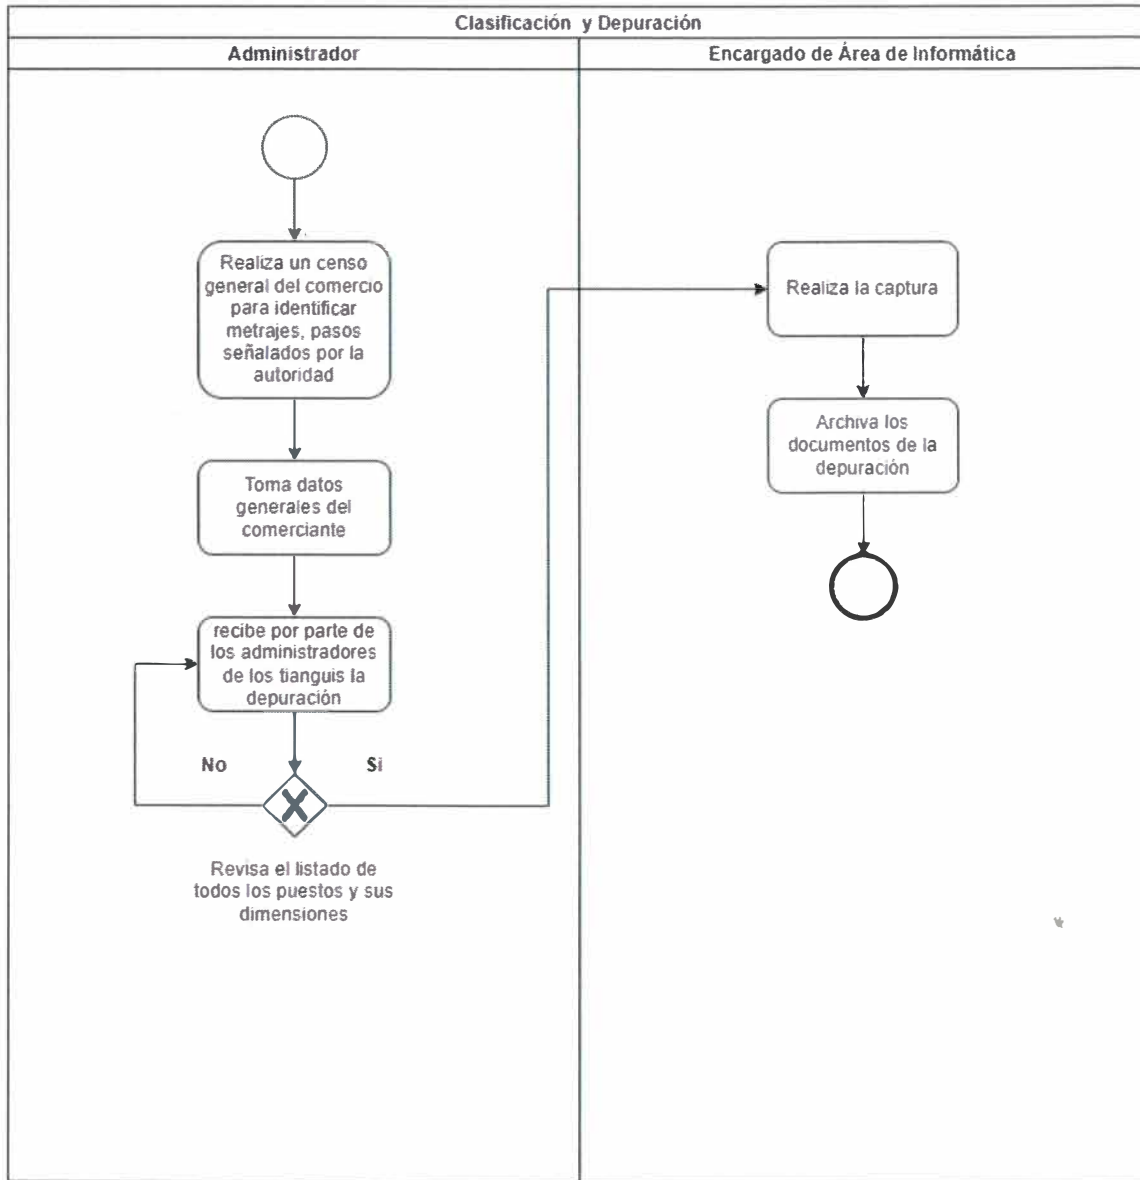 Clasificación y Depuración
Administrador
Encargado de Área de Informática
Realiza un censo
general del comercio
para identificar
metrajes, pasos
señalados por la
autoridad
Toma datos
generales del
comerciante
recibe por parte de
los administradores
de los tianguis la
depuración
No
Si
Revisa el listado de
todos los puestos y sus
dimensiones
Realiza la captura
Archiva los
documentos de la
depuración